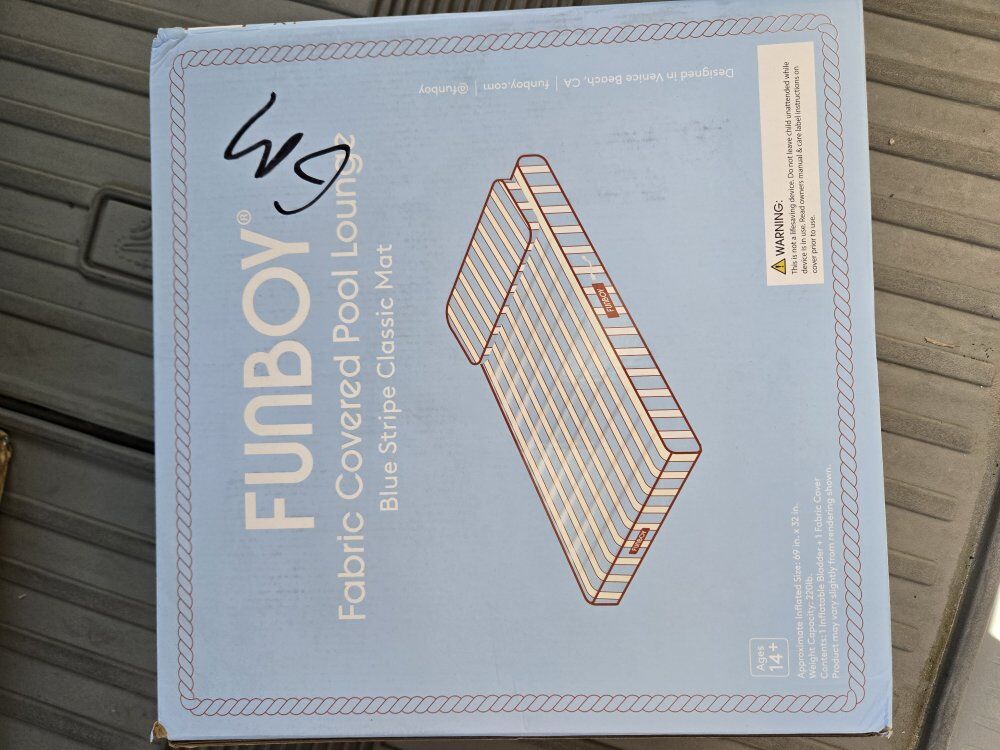 FUNBOY®
Fabric Covered Pool Lounge
Blue Stripe Classic Mat
Designed in Venice Beach, CA | funboy.com | @funboy
FUNBOY
FUNBOY
⚠ WARNING:
This is not a lifesaving device. Do not leave child unattended while
device is in use. Read owners manual & care label instructions on
cover prior to use.
Ages
14+
Approximate Inflated Size: 69 in. x 32 in.
Weight Capacity: 220lb.
Contents: 1 Inflatable Bladder + 1 Fabric Cover
Product may vary slightly from rendering shown.